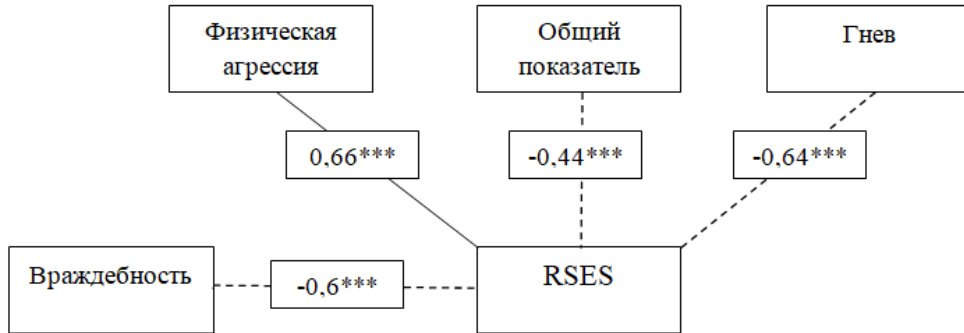 Физическая
агрессия
Общий
показатель
Гнев
0,66***
-0,44***
-0,64***
Враждебность
-0,6***
RSES